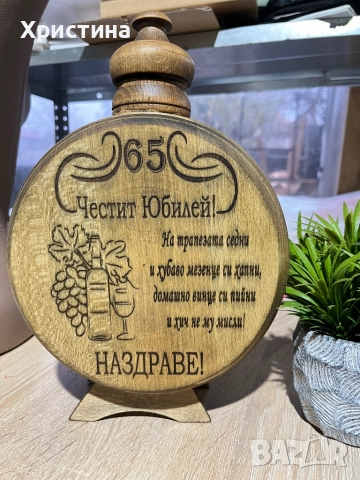 Христина
65
Честит Юбилей!
На трапезата седни
и хубаво мезенце си хапни,
домашно винце си пийни
и хич не му мисли!
НАЗДРАВЕ!
BAZAR